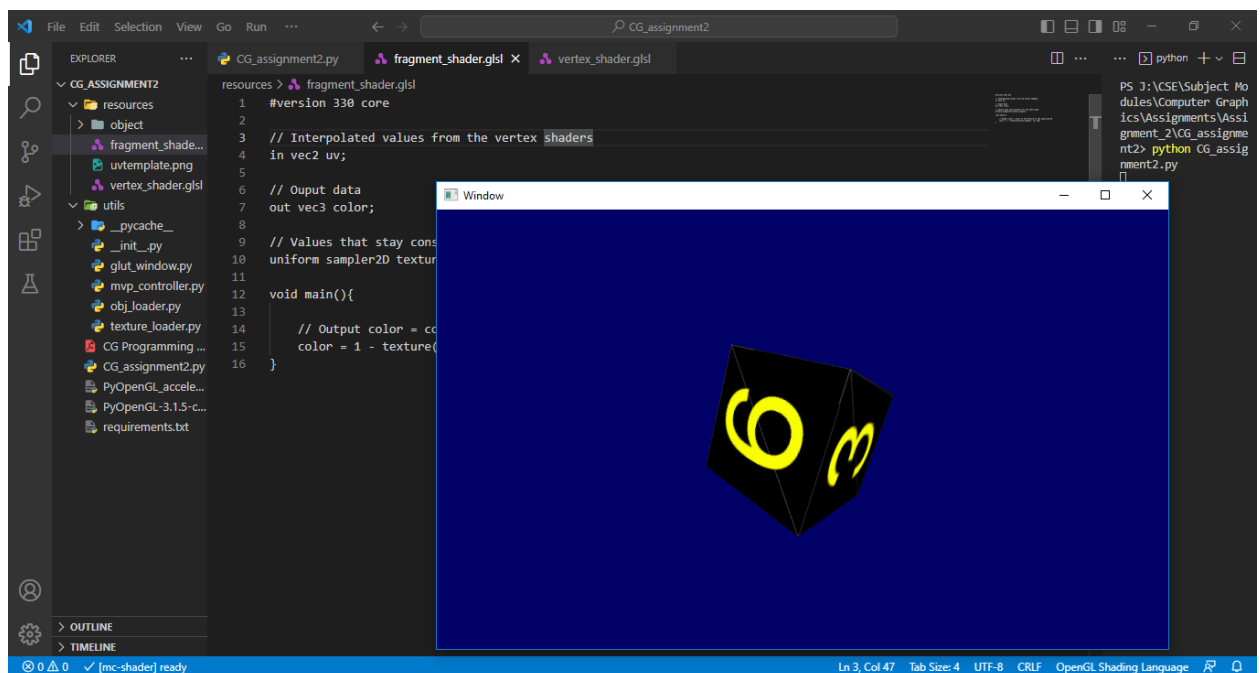 File Edit Selection View Go Run ··· CG_assignment2
EXPLORER ···
CG_ASSIGNMENT2
resources
object
fragment_shade...
uvtemplate.png
vertex_shader.glsl
utils
__pycache__
__init__.py
glut_window.py
mvp_controller.py
obj_loader.py
texture_loader.py
CG Programming ...
CG_assignment2.py
PyOpenGL_accele...
PyOpenGL-3.1.5-c...
requirements.txt
OUTLINE
TIMELINE
CG_assignment2.py fragment_shader.glsl vertex_shader.glsl
resources > fragment_shader.glsl
1 #version 330 core
2
3 // Interpolated values from the vertex shaders
4 in vec2 uv;
5
6 // Ouput data
7 out vec3 color;
8
9 // Values that stay cons
10 uniform sampler2D textur
11
12 void main(){
13
14 // Output color = co
15 color = 1 - texture(
16 }
Window
6 3
··· python
PS J:\CSE\Subject Mo
dules\Computer Graph
ics\Assignments\Assi
gnment_2\CG_assignme
nt2> python CG_assig
nment2.py
0 0 [mc-shader] ready Ln 3, Col 47 Tab Size: 4 UTF-8 CRLF OpenGL Shading Language